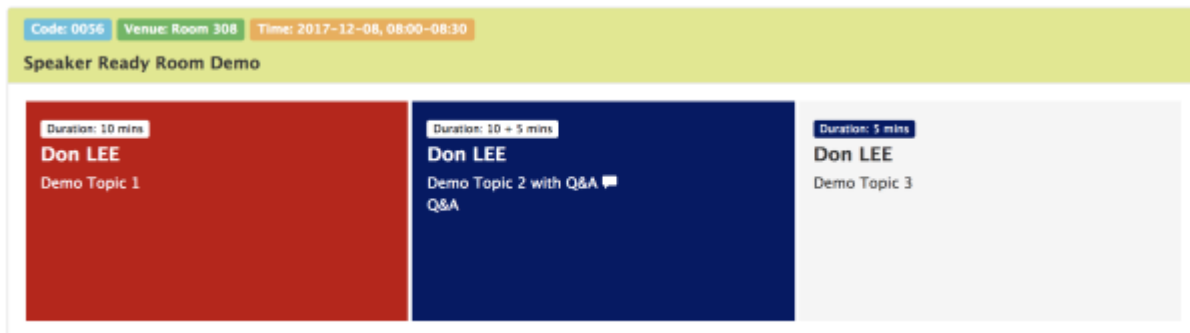 Code: 0056 Venue: Room 308 Time: 2017-12-08, 08:00-08:30
Speaker Ready Room Demo
Duration: 10 mins
Don LEE
Demo Topic 1
Duration: 10 + 5 mins
Don LEE
Demo Topic 2 with Q&A
Q&A
Duration: 5 mins
Don LEE
Demo Topic 3